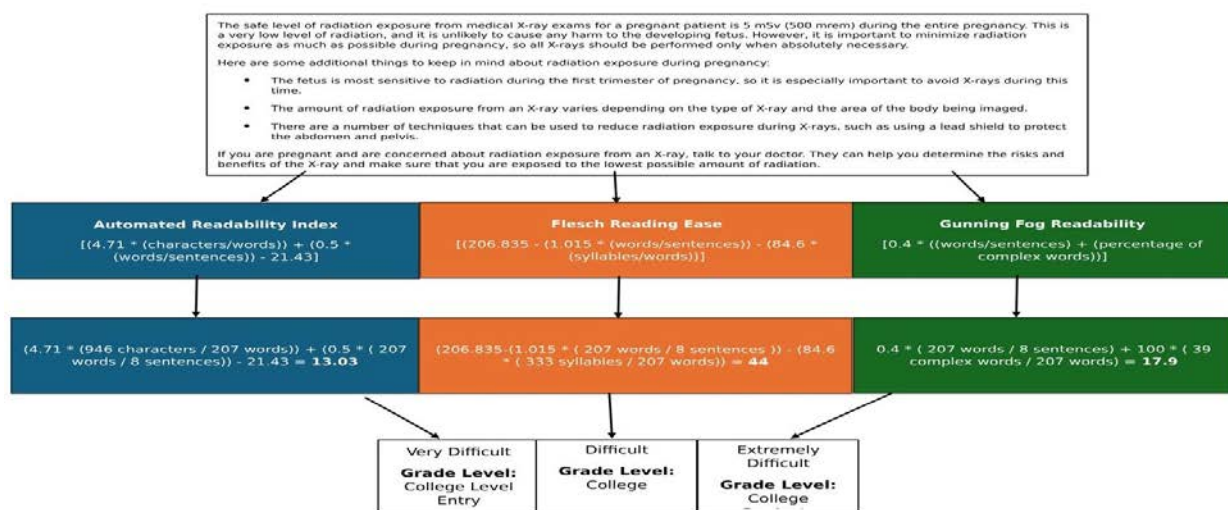 The safe level of radiation exposure from medical X-ray exams for a pregnant patient is 5 mSv (500 mrem) during the entire pregnancy. This is
a very low level of radiation, and it is unlikely to cause any harm to the developing fetus. However, it is important to minimize radiation
exposure as much as possible during pregnancy, so all X-rays should be performed only when absolutely necessary.
Here are some additional things to keep in mind about radiation exposure during pregnancy:
• The fetus is most sensitive to radiation during the first trimester of pregnancy, so it is especially important to avoid X-rays during this
time.
• The amount of radiation exposure from an X-ray varies depending on the type of X-ray and the area of the body being imaged.
• There are a number of techniques that can be used to reduce radiation exposure during X-rays, such as using a lead shield to protect
the abdomen and pelvis.
If you are pregnant and are concerned about radiation exposure from an X-ray, talk to your doctor. They can help you determine the risks and
benefits of the X-ray and make sure that you are exposed to the lowest possible amount of radiation.
Automated Readability Index
[(4.71 * (characters/words)) + (0.5 *
(words/sentences)) - 21.43]
Flesch Reading Ease
[(206.835 - (1.015 * (words/sentences)) - (84.6 *
(syllables/words))]
Gunning Fog Readability
[0.4 * ((words/sentences) + (percentage of
complex words))]
(4.71 * (946 characters / 207 words)) + (0.5 * ( 207
words / 8 sentences)) - 21.43 = 13.03
(206.835-(1.015 * ( 207 words / 8 sentences )) - (84.6
* ( 333 syllables / 207 words)) = 44
0.4 * ( 207 words / 8 sentences) + 100 * ( 39
complex words / 207 words) = 17.9
Very Difficult
Grade Level:
College Level
Entry
Difficult
Grade Level:
College
Extremely
Difficult
Grade Level:
College